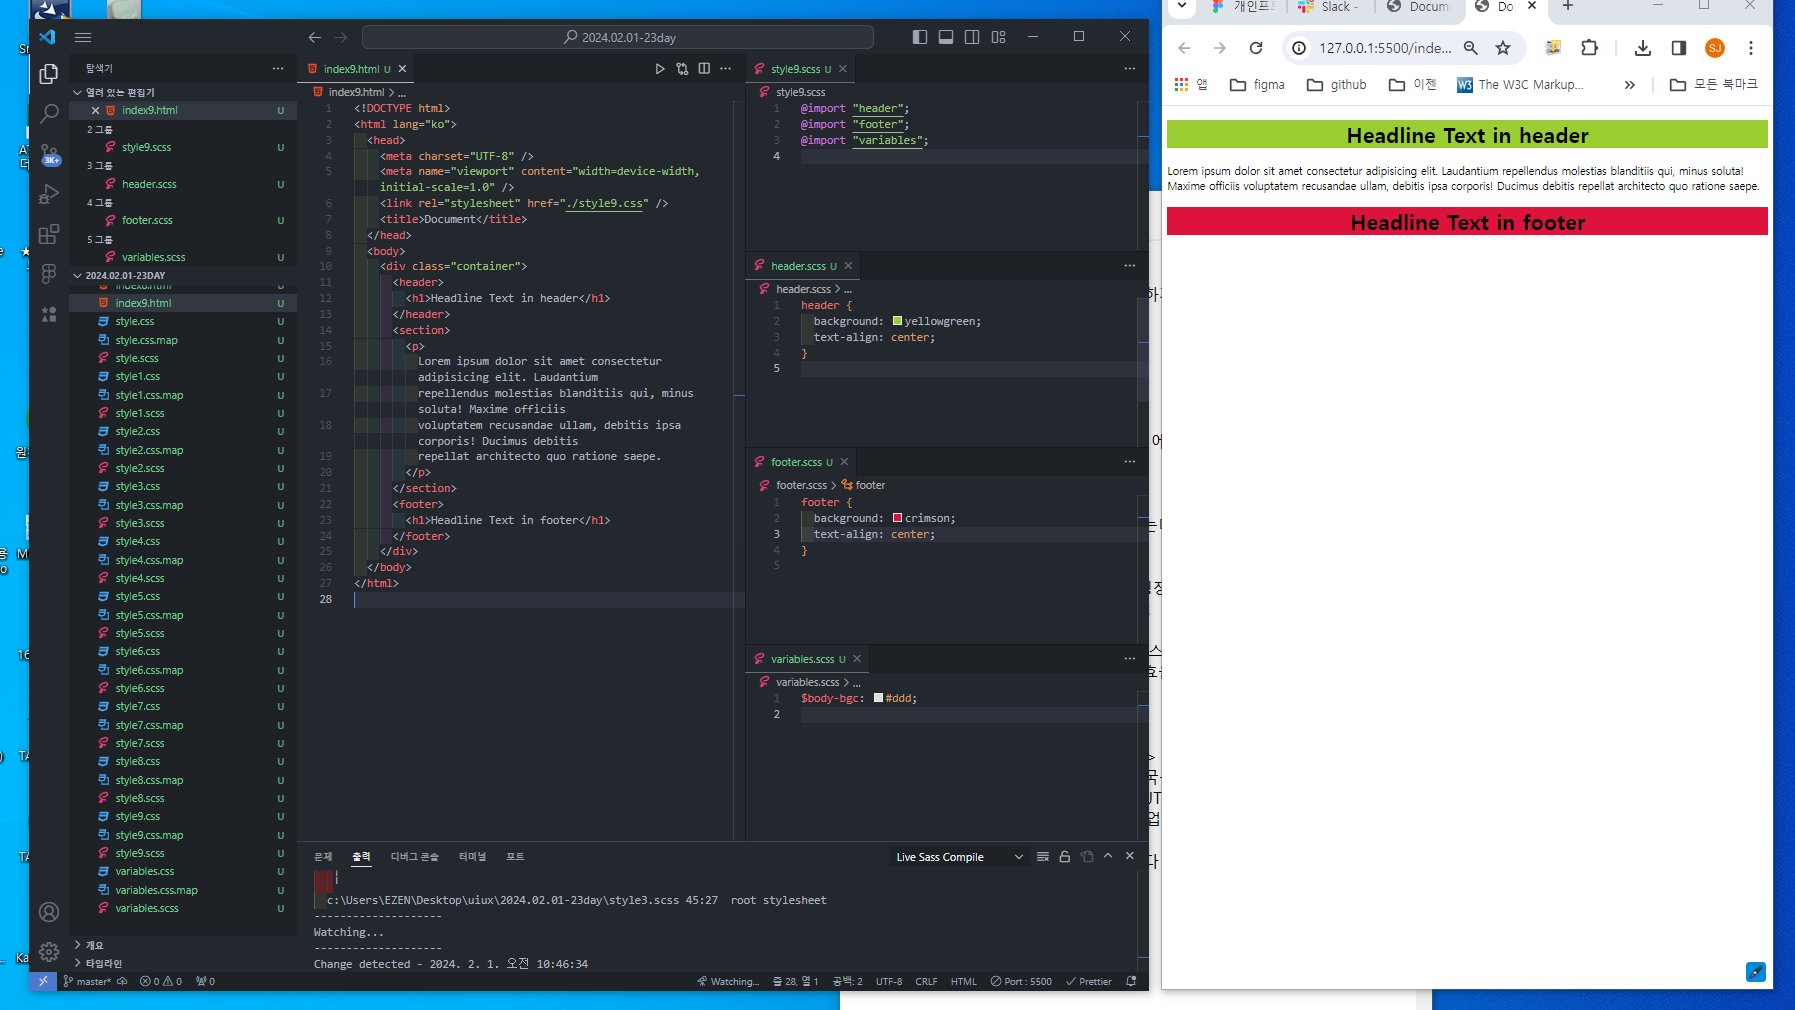 2024.02.01-23day
탐색기
열려 있는 편집기
index9.html U
2 그룹
style9.scss U
3 그룹
header.scss U
4 그룹
footer.scss U
5 그룹
variables.scss U
2024.02.01-23DAY
index8.html U
index9.html U
style.css U
style.css.map U
style.scss U
style1.css U
style1.css.map U
style1.scss U
style2.css U
style2.css.map U
style2.scss U
style3.css U
style3.css.map U
style3.scss U
style4.css U
style4.css.map U
style4.scss U
style5.css U
style5.css.map U
style5.scss U
style6.css U
style6.css.map U
style6.scss U
style7.css U
style7.css.map U
style7.scss U
style8.css U
style8.css.map U
style8.scss U
style9.css U
style9.css.map U
style9.scss U
variables.css U
variables.css.map U
variables.scss U
개요
타임라인
3K+
index9.html U
index9.html > ...
1 <!DOCTYPE html>
2 <html lang="ko">
3 <head>
4 <meta charset="UTF-8" />
5 <meta name="viewport" content="width=device-width,
initial-scale=1.0" />
6 <link rel="stylesheet" href="./style9.css" />
7 <title>Document</title>
8 </head>
9 <body>
10 <div class="container">
11 <header>
12 <h1>Headline Text in header</h1>
13 </header>
14 <section>
15 <p>
16 Lorem ipsum dolor sit amet consectetur
adipisicing elit. Laudantium
17 repellendus molestias blanditiis qui, minus
soluta! Maxime officiis
18 voluptatem recusandae ullam, debitis ipsa
corporis! Ducimus debitis
19 repellat architecto quo ratione saepe.
20 </p>
21 </section>
22 <footer>
23 <h1>Headline Text in footer</h1>
24 </footer>
25 </div>
26 </body>
27 </html>
28
style9.scss U
style9.scss
1 @import "header";
2 @import "footer";
3 @import "variables";
4
header.scss U
header.scss > ...
1 header {
2 background: yellowgreen;
3 text-align: center;
4 }
5
footer.scss U
footer.scss > footer
1 footer {
2 background: crimson;
3 text-align: center;
4 }
5
variables.scss U
variables.scss > ...
1 $body-bgc: #ddd;
2
문제 출력 디버그 콘솔 터미널 포트
Live Sass Compile
c:\Users\EZEN\Desktop\uiux\2024.02.01-23day\style3.scss 45:27 root stylesheet
--------------------
Watching...
--------------------
Change detected - 2024. 2. 1. 오전 10:46:34
master* 0 0 0 Watching... 줄 28, 열 1 공백: 2 UTF-8 CRLF HTML Port : 5500 Prettier
개인프 Slack - Docum Do
127.0.0.1:5500/inde...
SJ
앱 figma github 이젠 The W3C Markup... » 모든 북마크
Headline Text in header
Lorem ipsum dolor sit amet consectetur adipisicing elit. Laudantium repellendus molestias blanditiis qui, minus soluta!
Maxime officiis voluptatem recusandae ullam, debitis ipsa corporis! Ducimus debitis repellat architecto quo ratione saepe.
Headline Text in footer